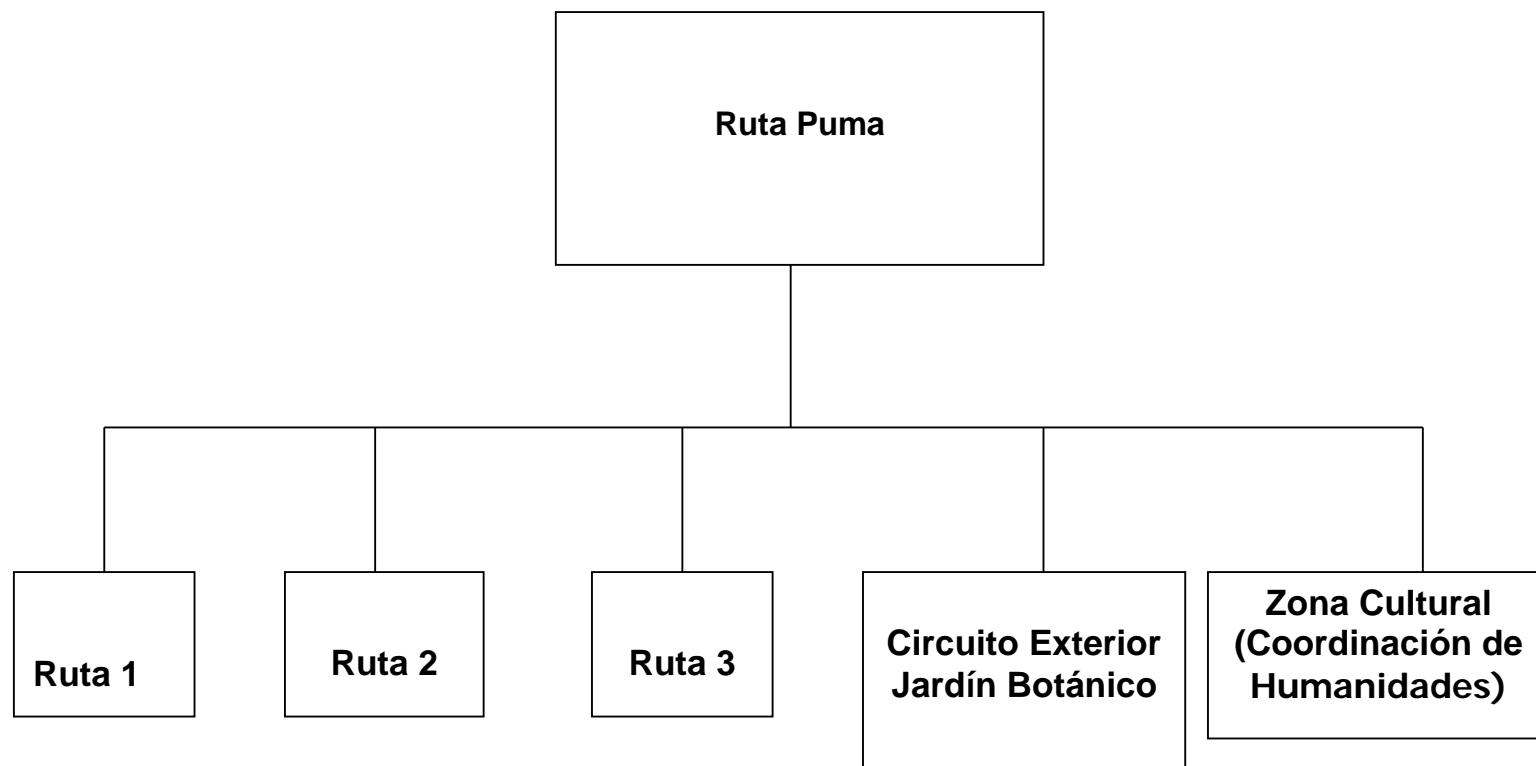 Ruta Puma
Ruta 1
Ruta 2
Ruta 3
Circuito Exterior
Jardín Botánico
Zona Cultural
(Coordinación de
Humanidades)